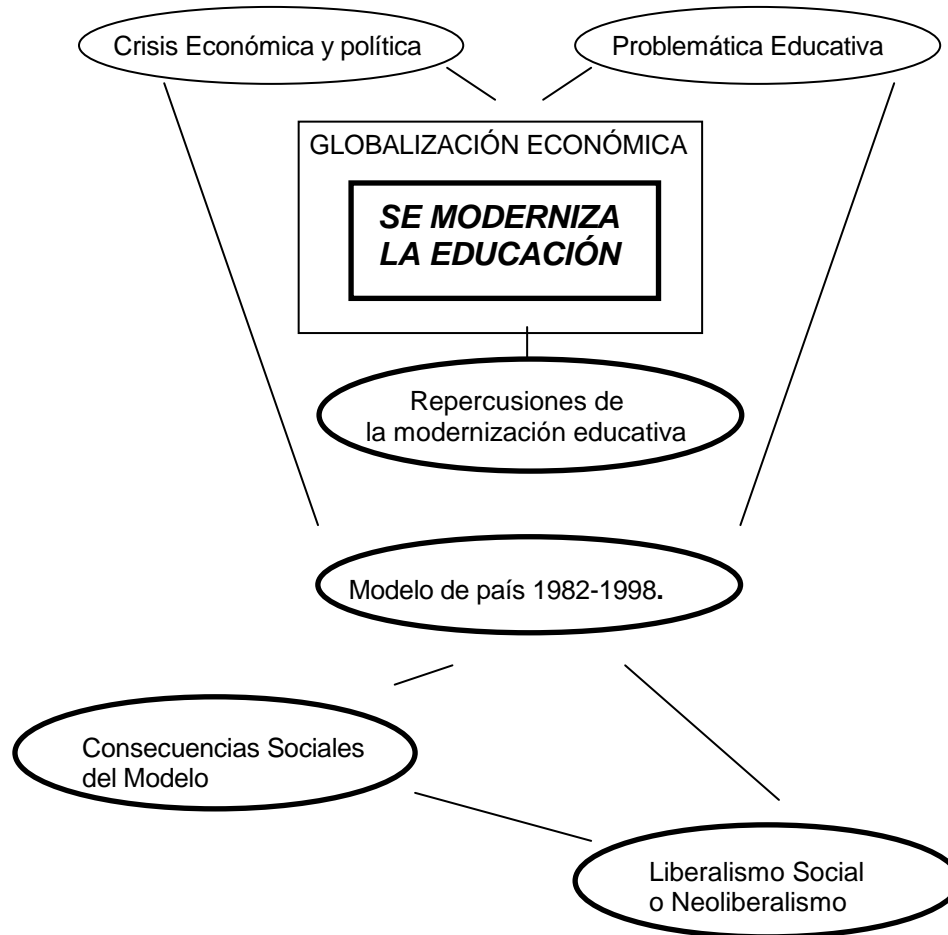 Crisis Económica y política
Problemática Educativa
GLOBALIZACIÓN ECONÓMICA
SE MODERNIZA
LA EDUCACIÓN
Repercusiones de
la modernización educativa
Modelo de país 1982-1998.
Consecuencias Sociales
del Modelo
Liberalismo Social
o Neoliberalismo